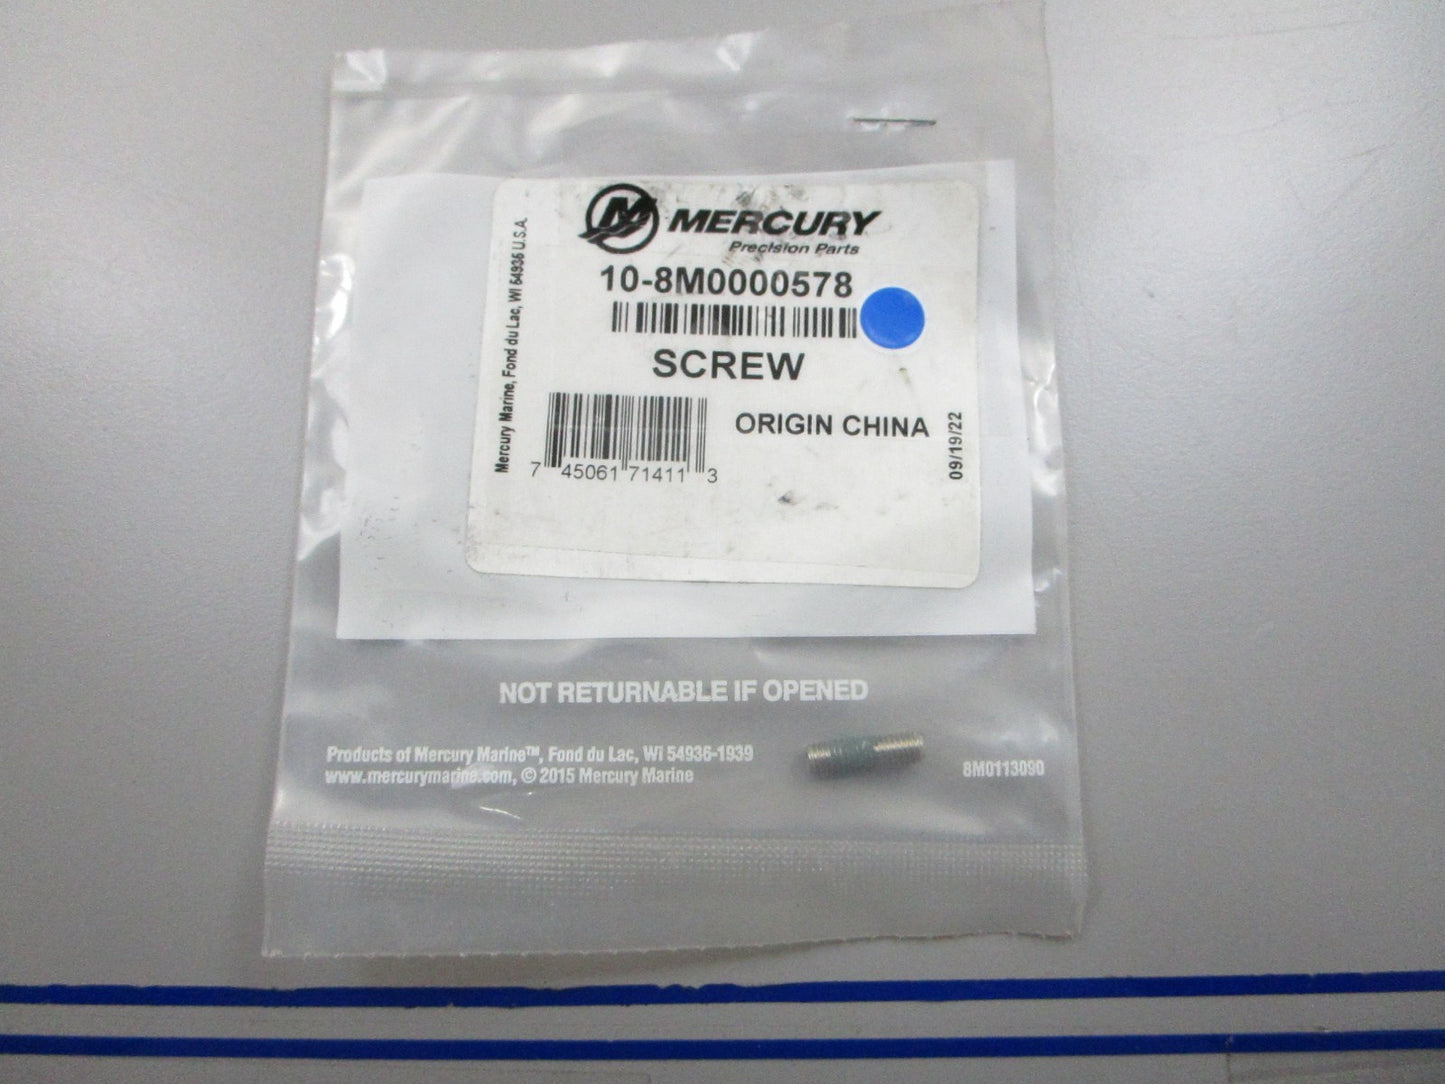 MERCURY
Precision Parts
10-8M0000578
SCREW
ORIGIN CHINA
7 45061 71411 3
Mercury Marine, Fond du Lac, WI 54936 U.S.A.
09/19/22
NOT RETURNABLE IF OPENED
Products of Mercury Marine™, Fond du Lac, WI 54936-1939
www.mercurymarine.com, © 2015 Mercury Marine
8M0113090